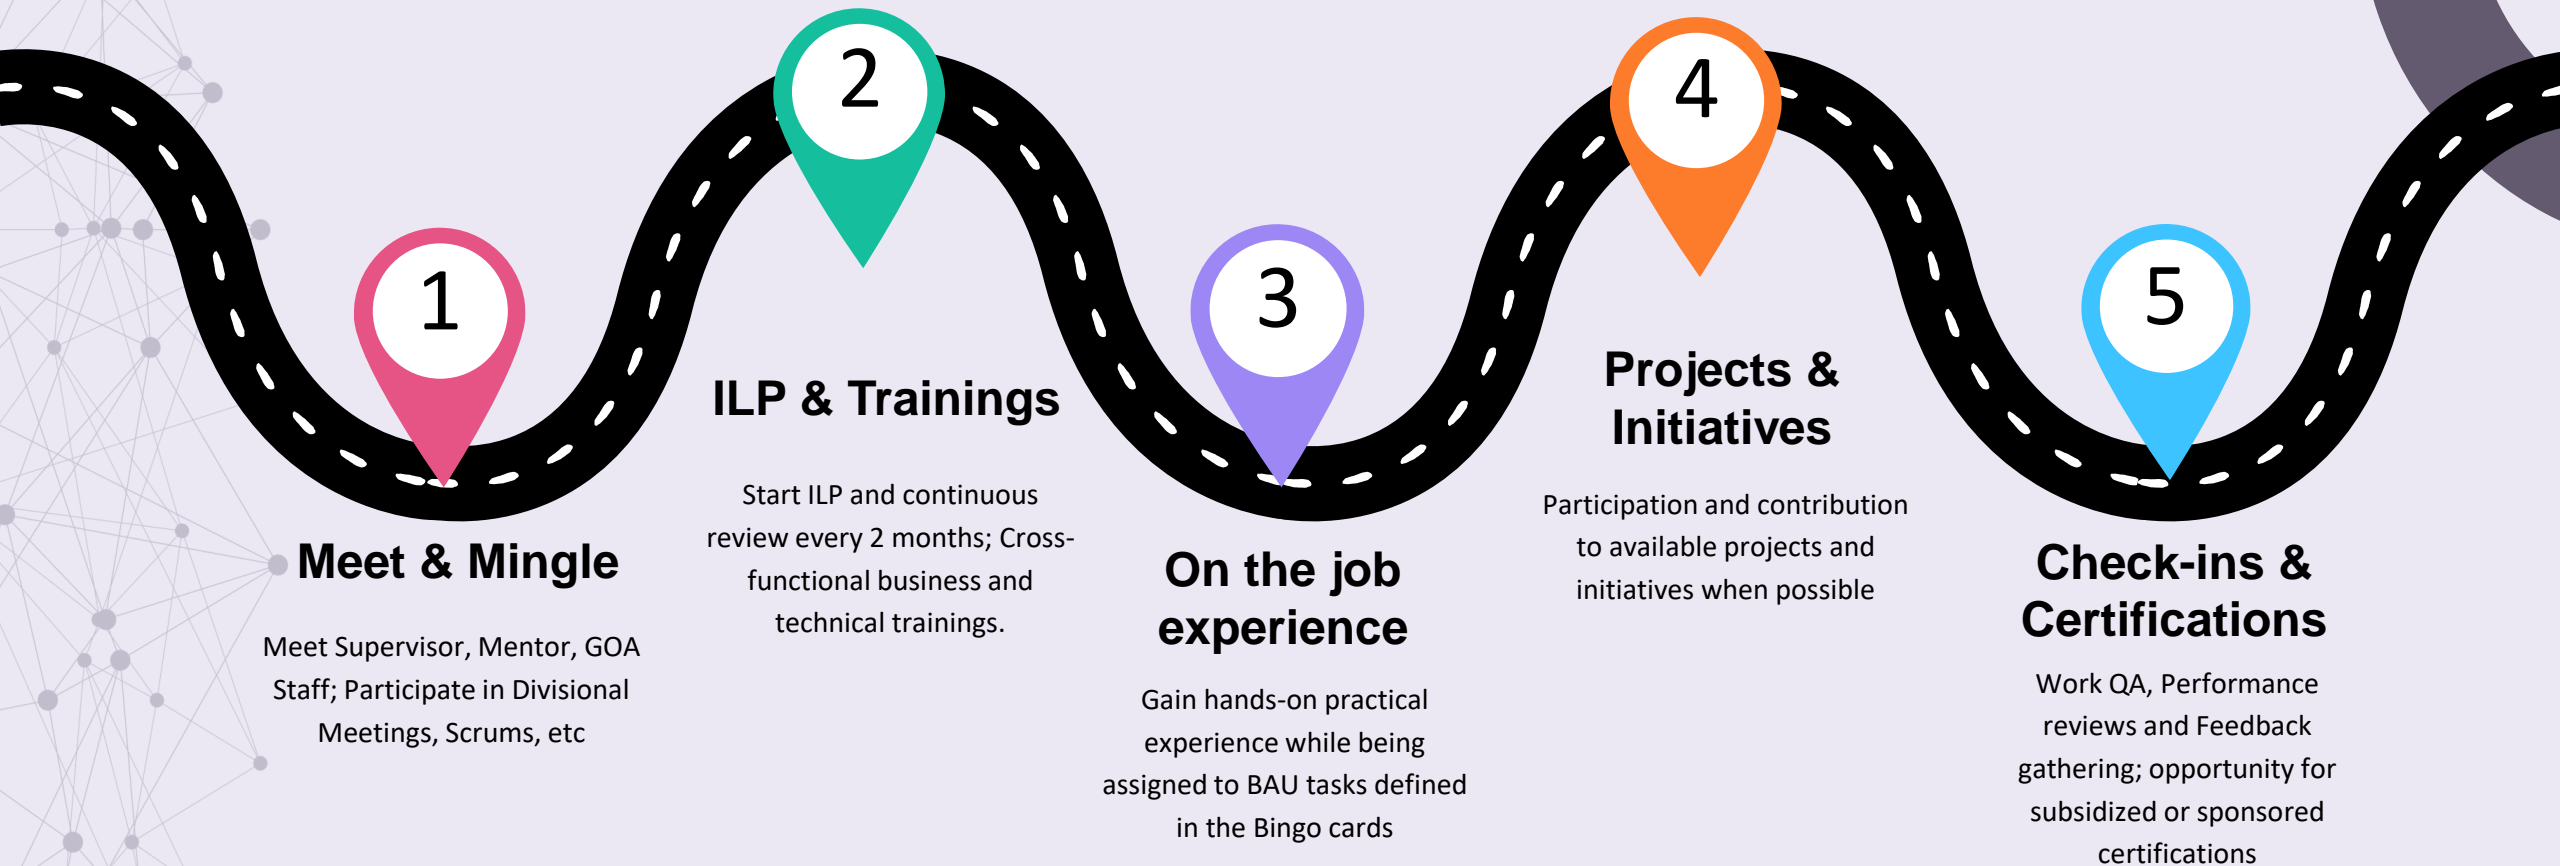 1
Meet & Mingle
Meet Supervisor, Mentor, GOA
Staff; Participate in Divisional
Meetings, Scrums, etc
2
ILP & Trainings
Start ILP and continuous
review every 2 months; Cross-
functional business and
technical trainings.
3
On the job
experience
Gain hands-on practical
experience while being
assigned to BAU tasks defined
in the Bingo cards
4
Projects &
Initiatives
Participation and contribution
to available projects and
initiatives when possible
5
Check-ins &
Certifications
Work QA, Performance
reviews and Feedback
gathering; opportunity for
subsidized or sponsored
certifications